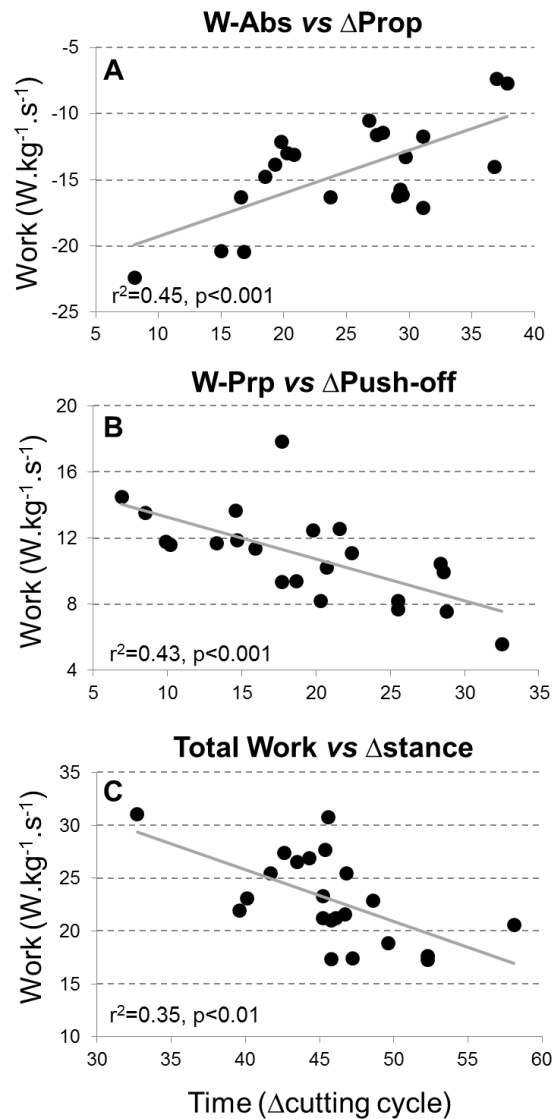 W-Abs vs ΔProp
A
-5
-10
-15
-20
-25
Work (W.kg-1.s-1)
r²=0.45, p<0.001
5 10 15 20 25 30 35 40
W-Prp vs ΔPush-off
B
20
16
12
8
4
Work (W.kg-1.s-1)
r²=0.43, p<0.001
5 10 15 20 25 30 35
Total Work vs Δstance
C
35
30
25
20
15
10
Work (W.kg-1.s-1)
r²=0.35, p<0.01
30 40 45 50 55 60
Time (Δcutting cycle)